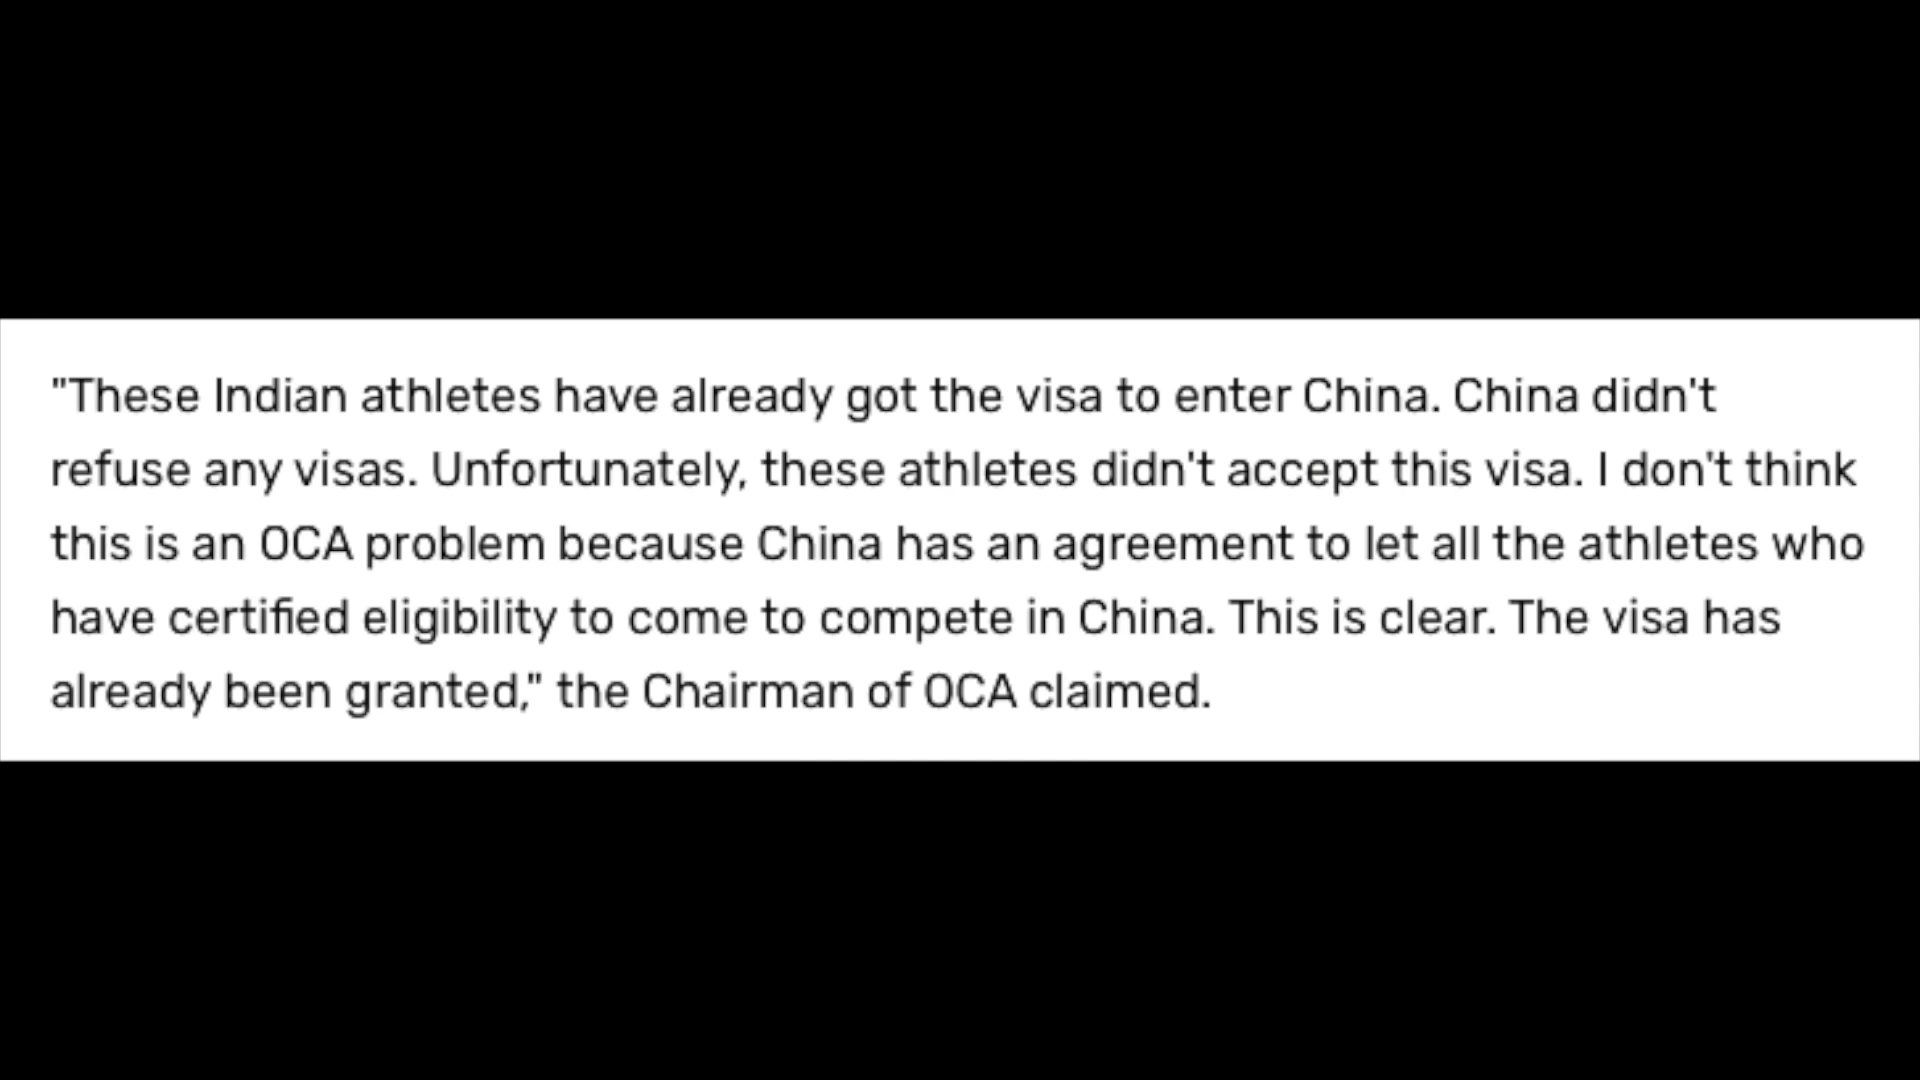 "These Indian athletes have already got the visa to enter China. China didn't
refuse any visas. Unfortunately, these athletes didn't accept this visa. I don't think
this is an OCA problem because China has an agreement to let all the athletes who
have certified eligibility to come to compete in China. This is clear. The visa has
already been granted," the Chairman of OCA claimed.